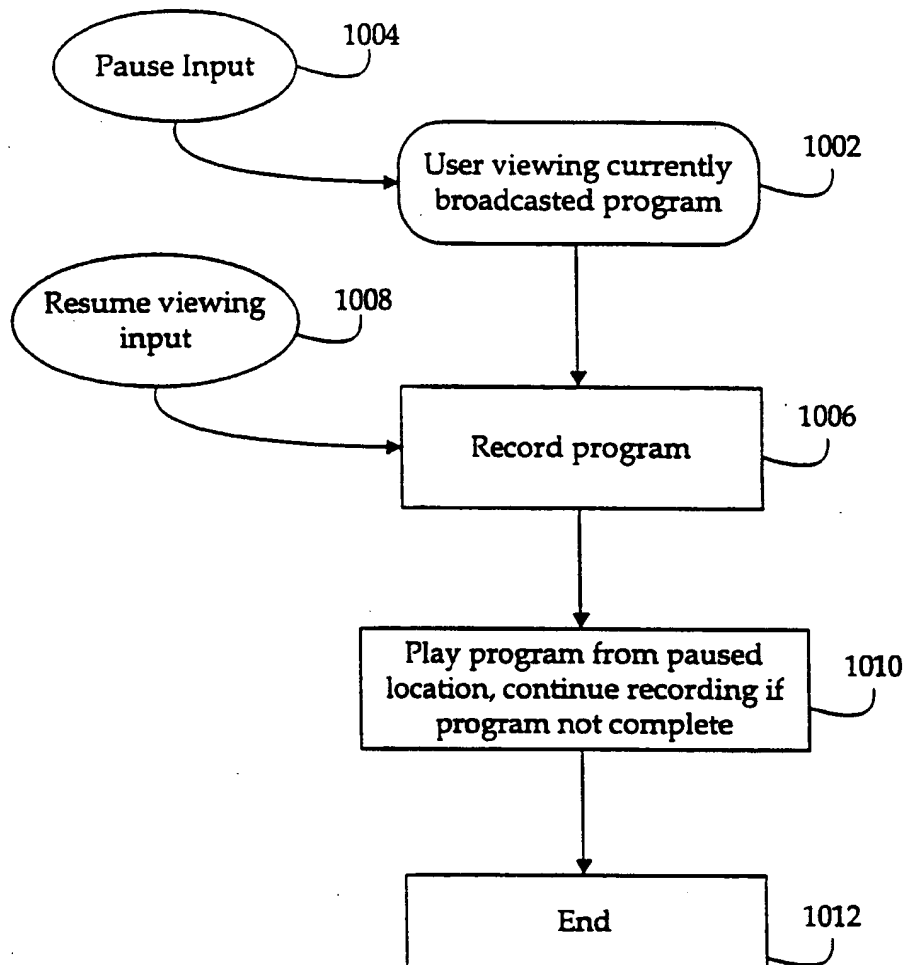 1004
Pause Input
User viewing currently
broadcasted program
1002
Resume viewing
input
1008
Record program
1006
Play program from paused
location, continue recording if
program not complete
1010
End
1012